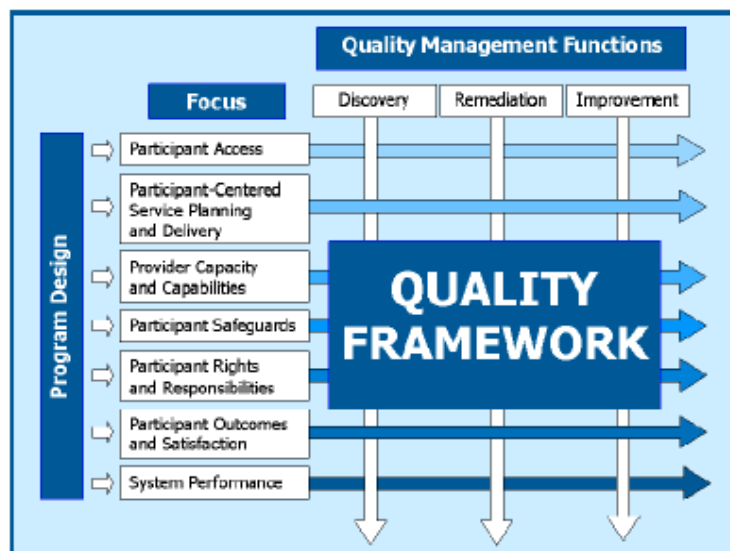 Quality Management Functions
Focus
Discovery
Remediation
Improvement
Program Design
Participant Access
Participant-Centered
Service Planning
and Delivery
Provider Capacity
and Capabilities
Participant Safeguards
Participant Rights
and Responsibilities
Participant Outcomes
and Satisfaction
System Performance
QUALITY
FRAMEWORK